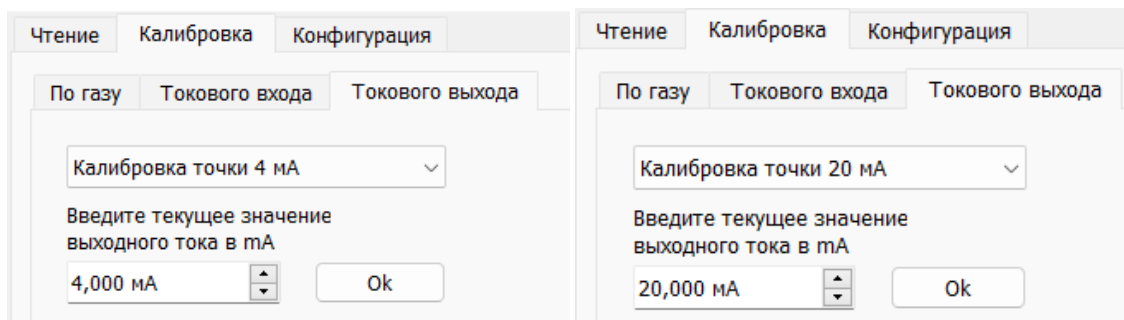 Чтение Калибровка Конфигурация
По газу Токового входа Токового выхода
Калибровка точки 4 мА
Введите текущее значение
выходного тока в mA
4,000 мА Ok
Чтение Калибровка Конфигурация
По газу Токового входа Токового выхода
Калибровка точки 20 мА
Введите текущее значение
выходного тока в mA
20,000 мА Ok